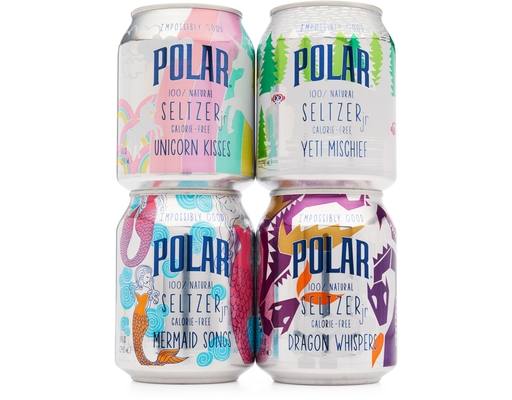 IMPOSSIBLY GOOD
POLAR
100% NATURAL
SELTZER jr
CALORIE-FREE
UNICORN KISSES
IMPOSSIBLY GOOD
POLAR
100% NATURAL
SELTZER jr
CALORIE-FREE
YETI MISCHIEF
IMPOSSIBLY GOOD
POLAR
100% NATURAL
SELTZER jr
CALORIE-FREE
MERMAID SONGS
IMPOSSIBLY GOOD
POLAR
100% NATURAL
SELTZER jr
CALORIE-FREE
DRAGON WHISPERS